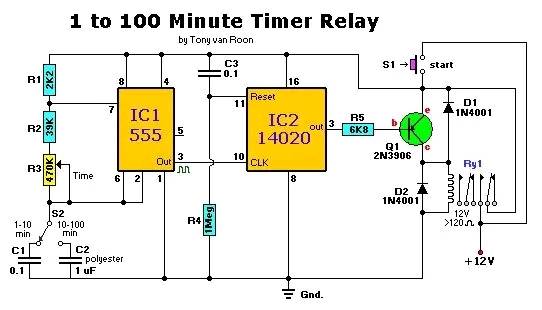 1 to 100 Minute Timer Relay
by Tony van Roon
C3
0.1
S1
start
R1
2K2
8
4
16
7
IC1
555
5
11
Reset
IC2
14020
out
3
R5
6K8
b
e
c
Q1
2N3906
D1
1N4001
R2
39K
R3
470K
Time
Out
3
10
CLK
6
2
1
8
R4
1Meg
D2
1N4001
Ry1
12V
>120Ω
S2
1-10
min
10-100
min
C1
0.1
C2
polyester
1 uF
+12V
Gnd.